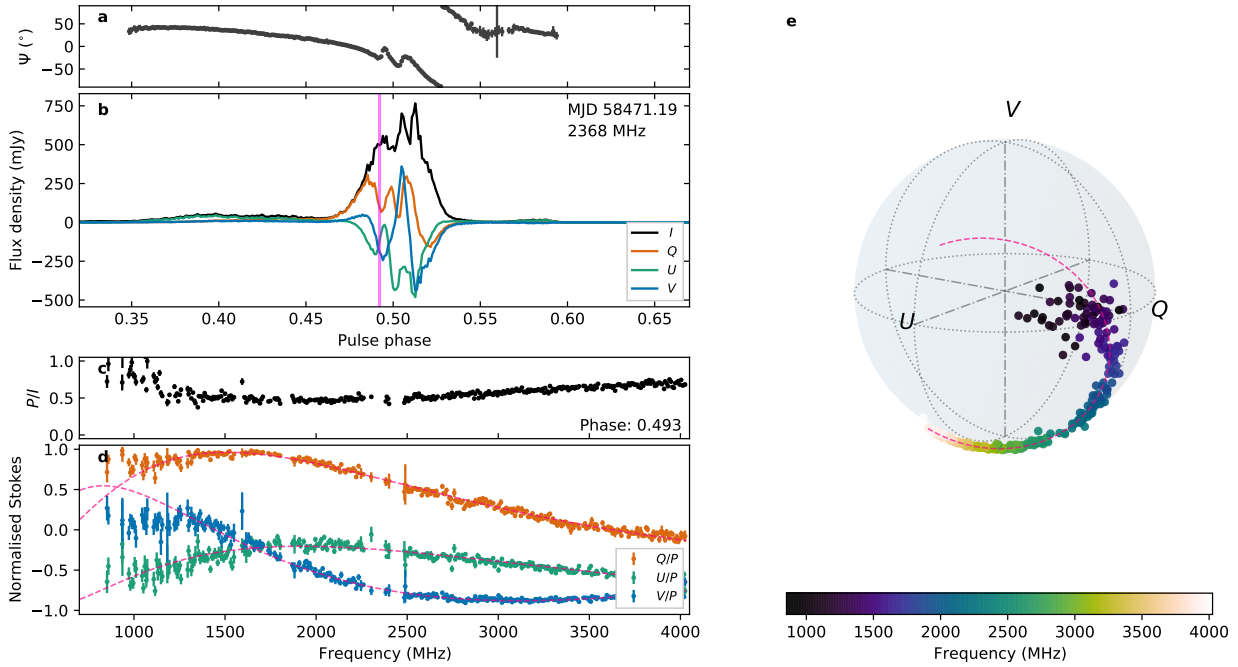 a
50
0
−50
Ψ (°)
b
MJD 58471.19
2368 MHz
750
500
250
0
−250
−500
Flux density (mJy)
I
Q
U
V
0.35 0.40 0.45 0.50 0.55 0.60 0.65
Pulse phase
c
1.0
0.5
0.0
P/I
Phase: 0.493
d
1.0
0.5
0.0
−0.5
−1.0
Normalised Stokes
Q/P
U/P
V/P
1000 1500 2000 2500 3000 3500 4000
Frequency (MHz)
e
V
Q
U
1000 1500 2000 2500 3000 3500 4000
Frequency (MHz)